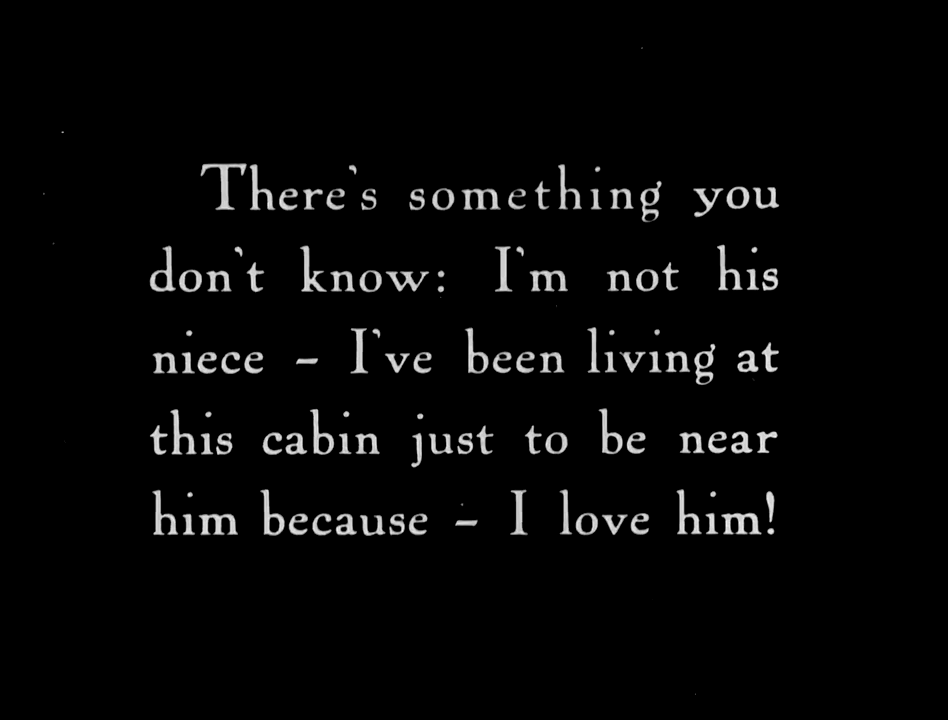 There's something you
don't know: I'm not his
niece – I've been living at
this cabin just to be near
him because – I love him!